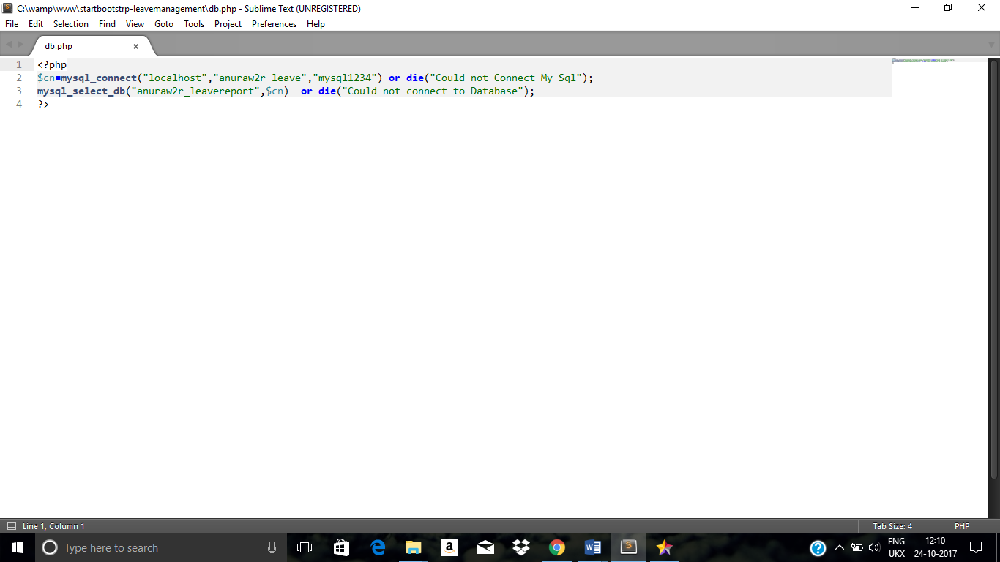 C:\wamp\www\startbootstrp-leavemanagement\db.php - Sublime Text (UNREGISTERED)
File Edit Selection Find View Goto Tools Project Preferences Help
db.php
1 <?php
2 $cn=mysql_connect("localhost","anuraw2r_leave","mysql1234") or die("Could not Connect My Sql");
3 mysql_select_db("anuraw2r_leavereport",$cn)  or die("Could not connect to Database");
4 ?>
Line 1, Column 1
Tab Size: 4
PHP
Type here to search
ENG
UKX
12:10
24-10-2017